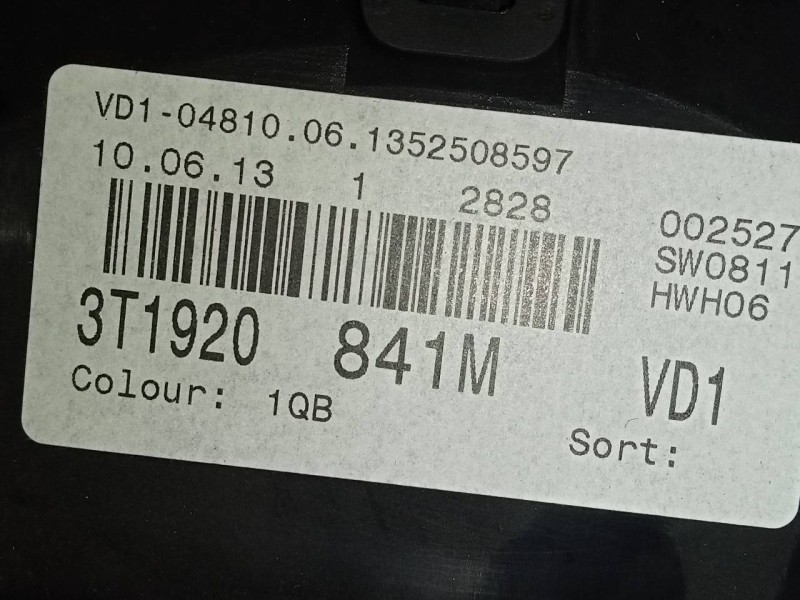 VD1-04810.06.1352508597
10.06.13 1 2828
002527
SW0811
HWH06
3T1920 841M VD1
Colour: 1QB
Sort: